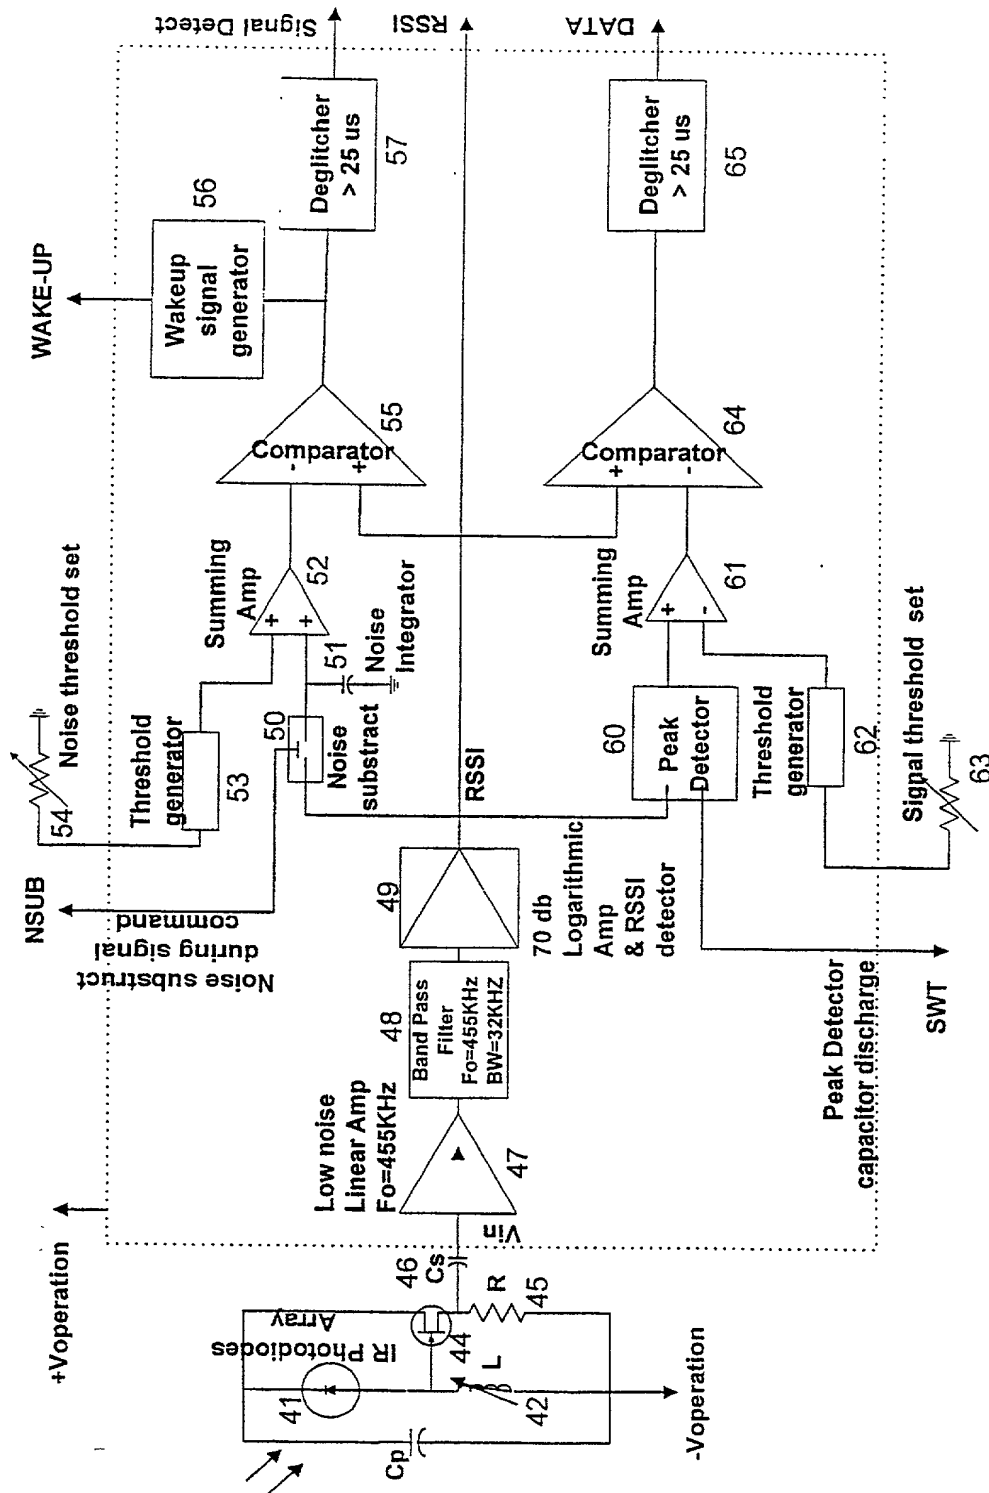 Signal Detect
RSSI
DATA
Deglitcher
> 25 us
57
Deglitcher
> 25 us
65
56
WAKE-UP
Wakeup
signal
generator
Comparator
-
+
55
Comparator
+
-
64
Noise threshold set
Summing
Amp
52
+
+
51
Noise
Integrator
Summing
Amp
61
+
-
54
Threshold
generator
53
50
Noise
substract
RSSI
60
Peak
Detector
Threshold
generator
62
Signal threshold set
63
NSUB
Noise substract
during signal
command
49
70 db
Logarithmic
Amp
& RSSI
detector
48
Band Pass
Filter
Fo=455KHz
BW=32KHZ
Peak Detector
capacitor discharge
SWT
Low noise
Linear Amp
Fo=455KHz
47
Vin
+Voperation
46
Cs
R
45
IR Photodiodes
Array
44
L
41
42
Cp
-Voperation